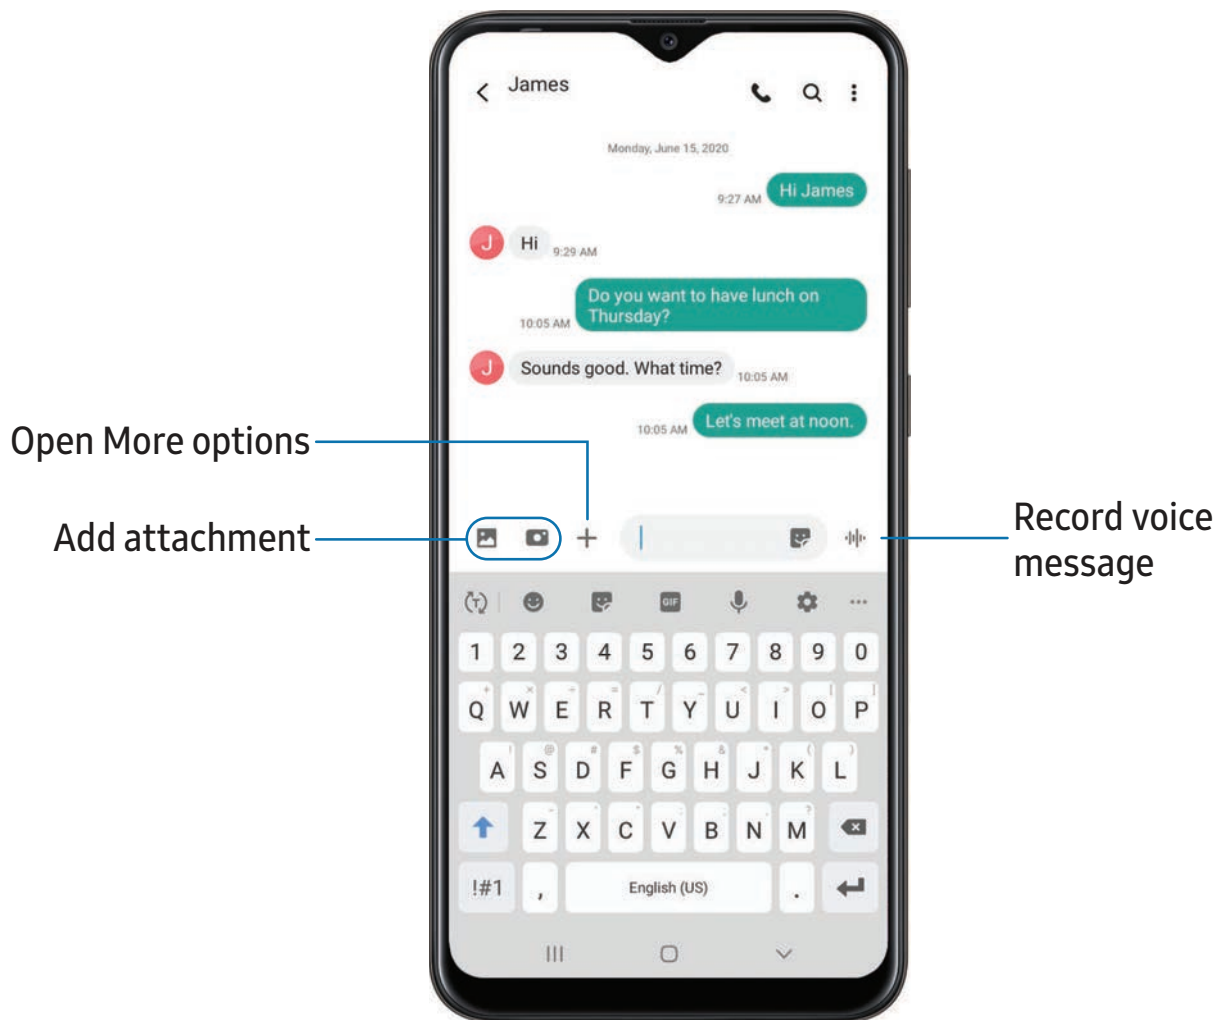 James
Monday, June 15, 2020
9:27 AM Hi James
J Hi 9:29 AM
Do you want to have lunch on
10:05 AM Thursday?
J Sounds good. What time? 10:05 AM
10:05 AM Let's meet at noon.
Open More options
Add attachment
Record voice
message
T GIF
1 2 3 4 5 6 7 8 9 0
+ × ÷ = / _ < > [ ]
Q W E R T Y U I O P
! @ # $ % & * ( )
A S D F G H J K L
- ' " : ; , ?
Z X C V B N M
!#1 , English (US) .